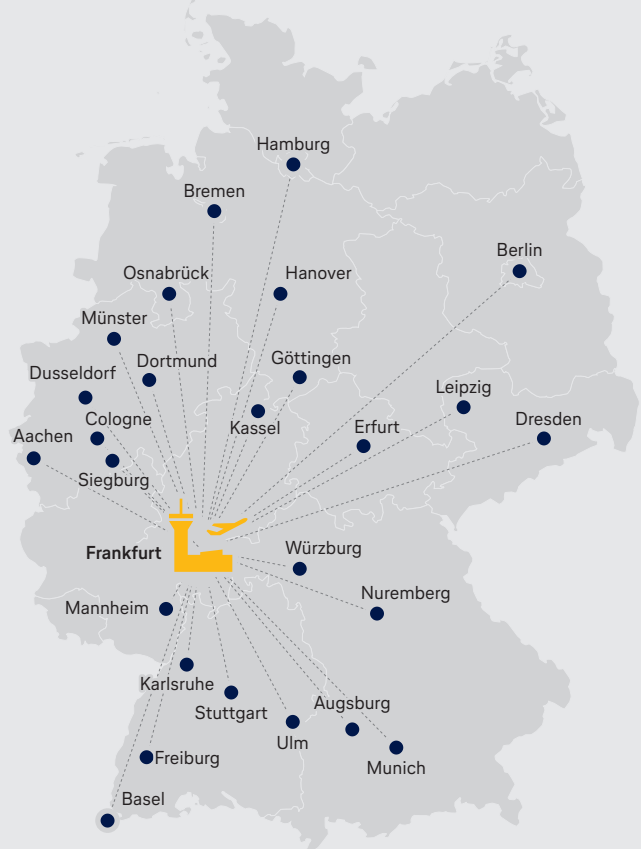 Hamburg
Bremen
Berlin
Osnabrück
Hanover
Münster
Dortmund
Göttingen
Dusseldorf
Leipzig
Cologne
Kassel
Erfurt
Dresden
Aachen
Siegburg
Frankfurt
Würzburg
Nuremberg
Mannheim
Karlsruhe
Stuttgart
Augsburg
Ulm
Freiburg
Munich
Basel